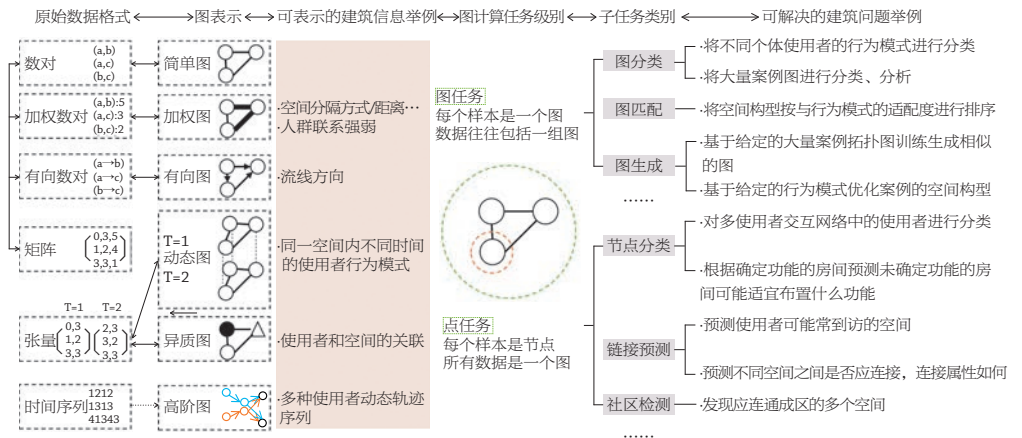 原始数据格式
图表示
可表示的建筑信息举例
图计算任务级别
子任务类别
可解决的建筑问题举例
数对
(a,b)
(a,c)
(b,c)
简单图
加权数对
(a,b):5
(a,c):3
(b,c):2
加权图
·空间分隔方式/距离…
·人群联系强弱
有向数对
(a→b)
(a→c)
(b→c)
有向图
·流线方向
矩阵
0,3,5
1,2,4
3,3,1
T=1
动态图
T=2
·同一空间内不同时间
的使用者行为模式
T=1
T=2
张量
0,3
1,2
3,3
2,3
3,2
3,3
异质图
·使用者和空间的关联
时间序列
1212
1313
41343
高阶图
·多种使用者动态轨迹
序列
图任务
每个样本是一个图
数据往往包括一组图
点任务
每个样本是节点
所有数据是一个图
图分类
·将不同个体使用者的行为模式进行分类
·将大量案例图进行分类、分析
图匹配
·将空间构型按与行为模式的适配度进行排序
图生成
·基于给定的大量案例拓扑图训练生成相似
的图
·基于给定的行为模式优化案例的空间构型
……
节点分类
·对多使用者交互网络中的使用者进行分类
·根据确定功能的房间预测未确定功能的房
间可能适宜布置什么功能
链接预测
·预测使用者可能常到访的空间
·预测不同空间之间是否应连接，连接属性如何
社区检测
·发现应连通成区的多个空间
……